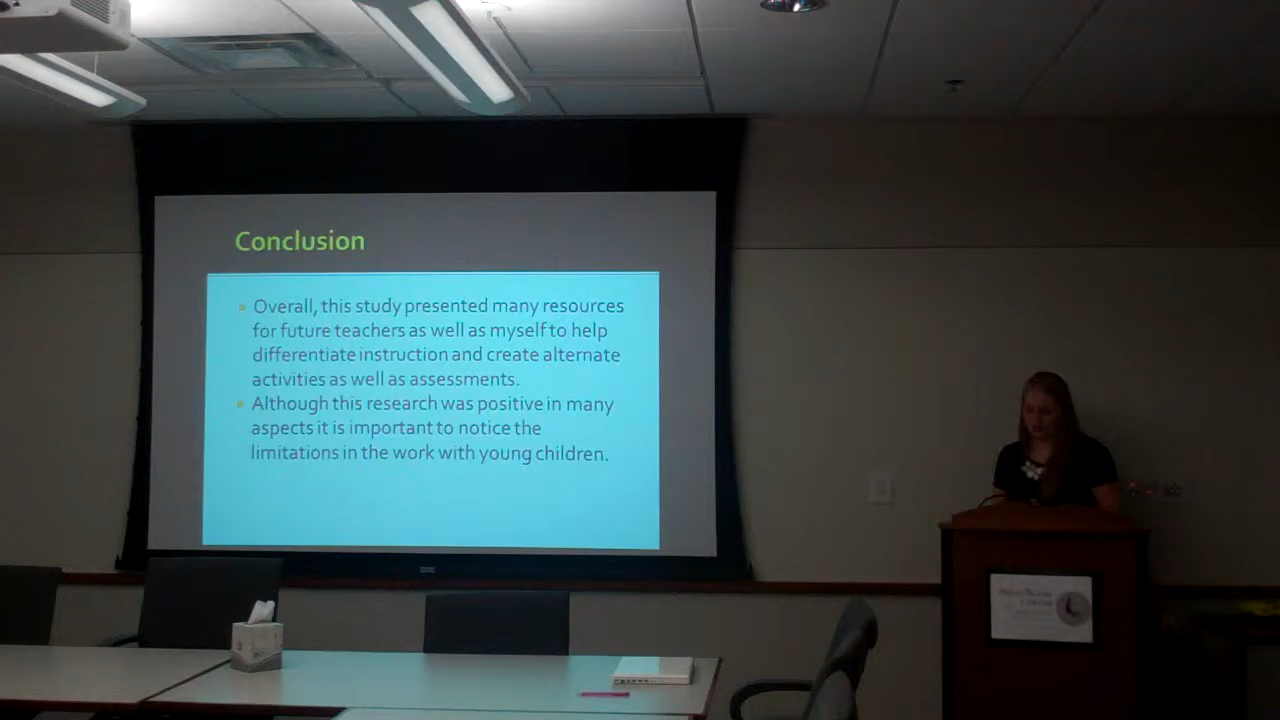 Conclusion
Overall, this study presented many resources
for future teachers as well as myself to help
differentiate instruction and create alternate
activities as well as assessments.
Although this research was positive in many
aspects it is important to notice the
limitations in the work with young children.